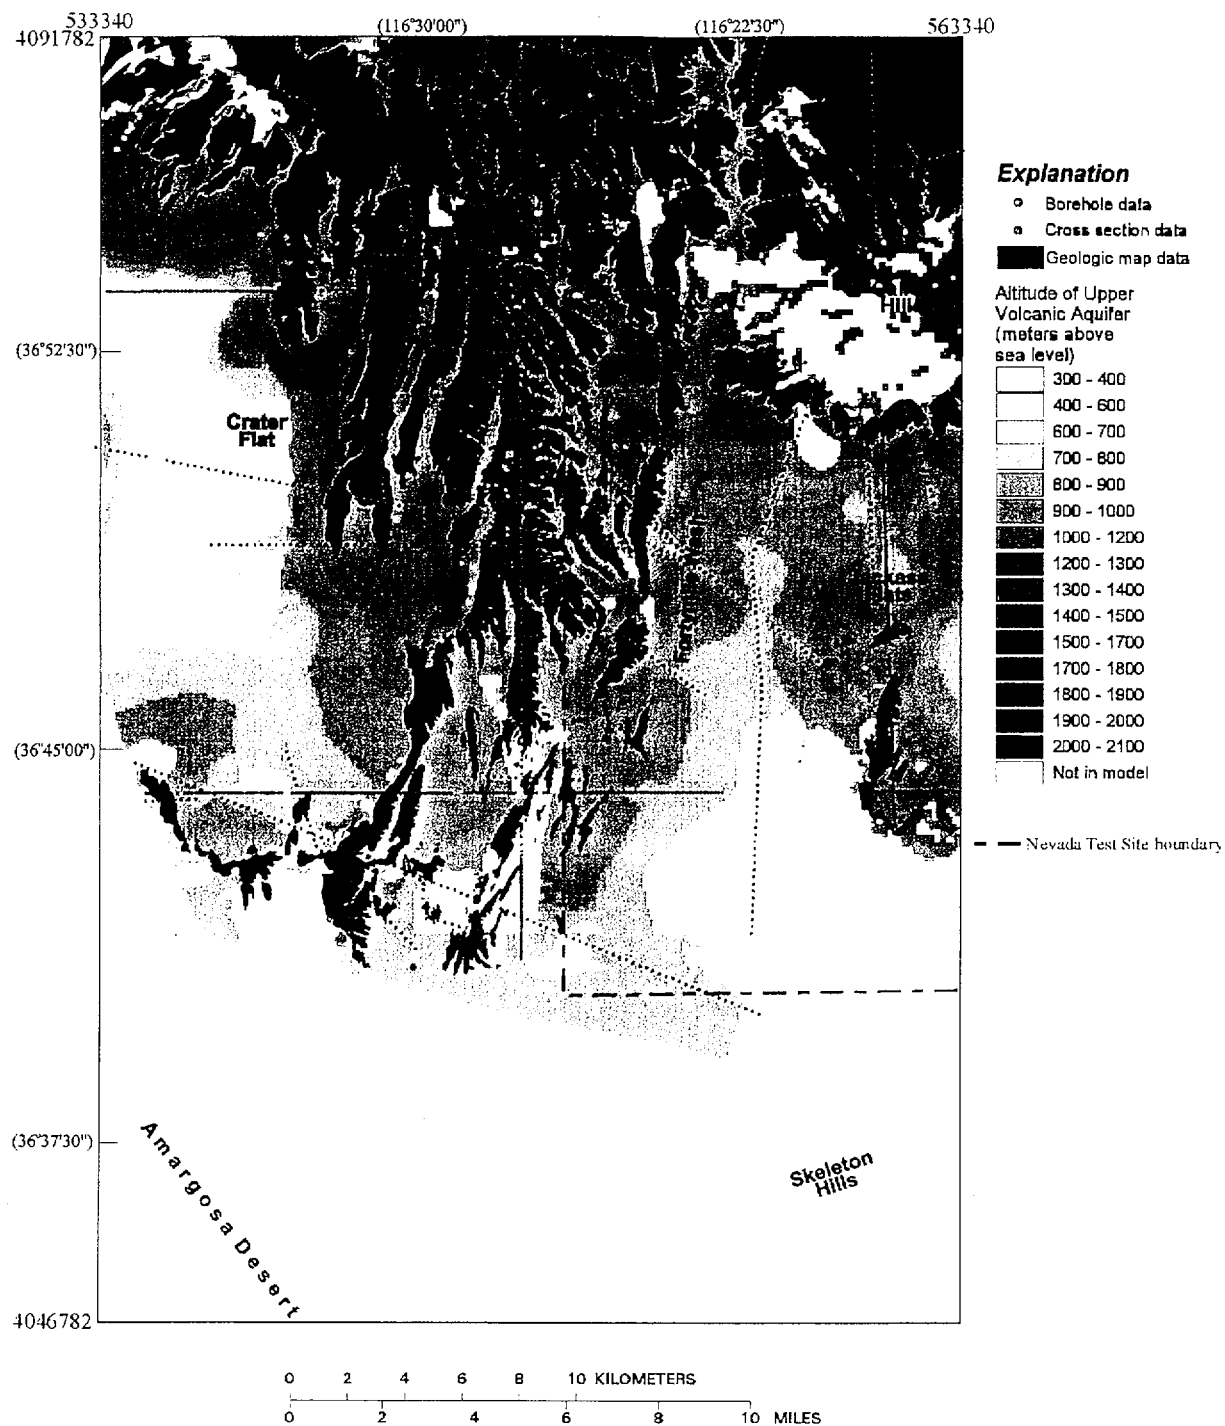 533340
(116°30'00")
(116°22'30")
563340
4091782
Explanation
Borehole data
Cross section data
Geologic map data
Altitude of Upper
Volcanic Aquifer
(meters above
sea level)
300 - 400
400 - 600
600 - 700
700 - 800
800 - 900
900 - 1000
1000 - 1200
1200 - 1300
1300 - 1400
1400 - 1500
1500 - 1700
1700 - 1800
1800 - 1900
1900 - 2000
2000 - 2100
Not in model
Nevada Test Site boundary
Hill
(36°52'30")
Crater
Flat
(36°45'00")
(36°37'30")
Amargosa Desert
Skeleton
Hills
4046782
0 2 4 6 8 10 KILOMETERS
0 2 4 6 8 10 MILES